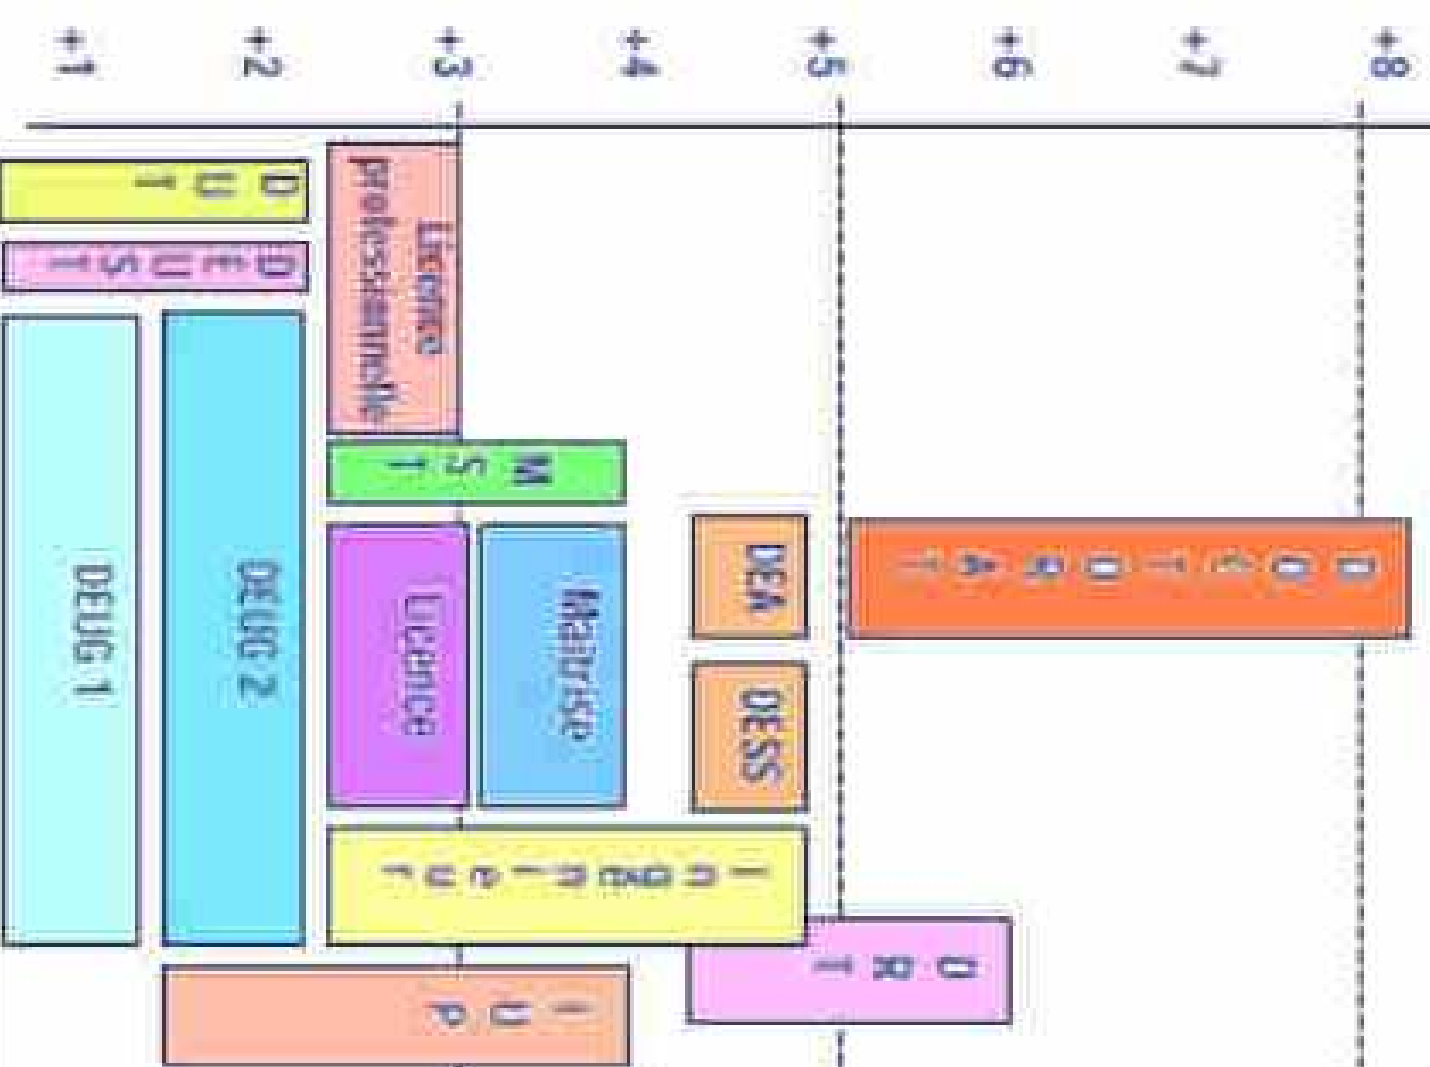 +8
+7
+6
+5
+4
+3
+2
+1
DOCTORAT
DRT
DEA
DESS
Ingénieur
MST
Maîtrise
IUP
Licence
professionnelle
Licence
DUT
DEUST
DEUG 2
DEUG 1